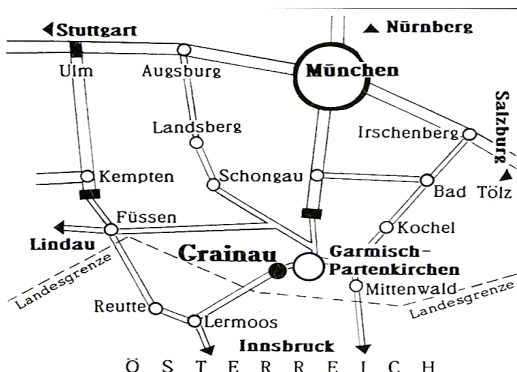 Stuttgart
Nürnberg
Ulm
Augsburg
München
Salzburg
Landsberg
Irschenberg
Kempten
Schongau
Bad Tölz
Füssen
Kochel
Lindau
Grainau
Garmisch-
Partenkirchen
Landesgrenze
Mittenwald
Landesgrenze
Reutte
Lermoos
Innsbruck
ÖSTERREICH